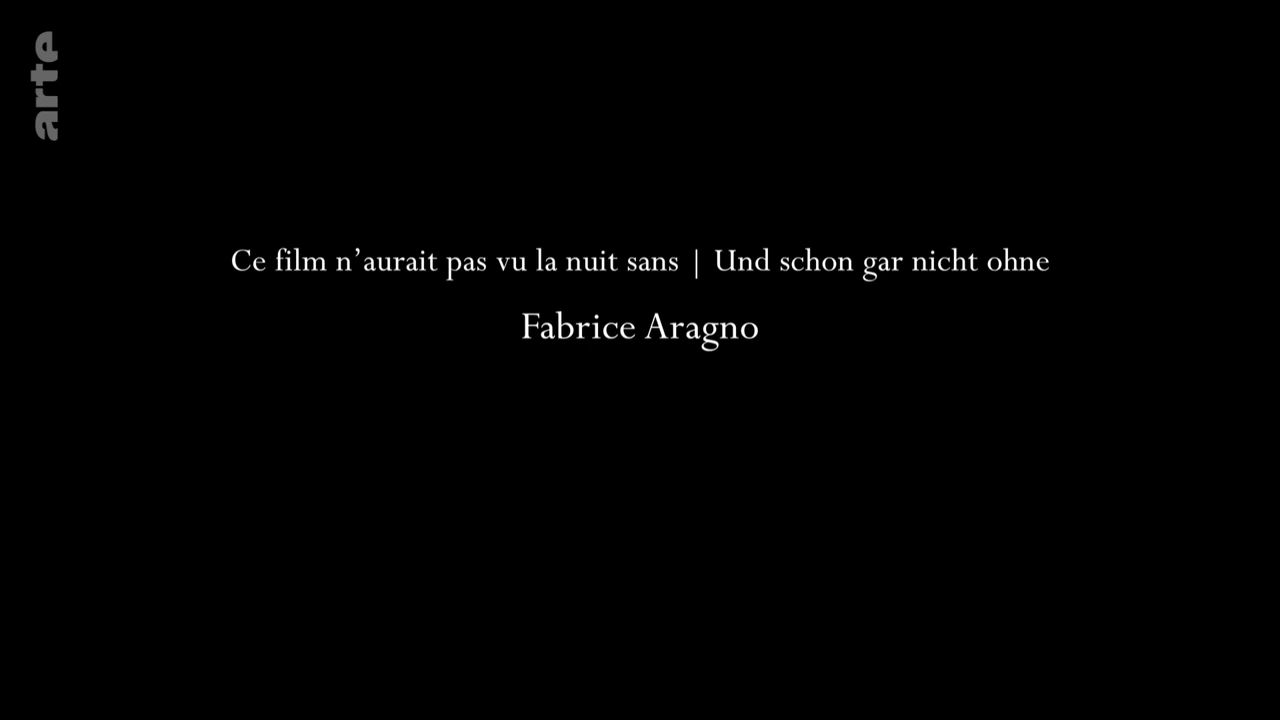 arte
Ce film n’aurait pas vu la nuit sans | Und schon gar nicht ohne
Fabrice Aragno